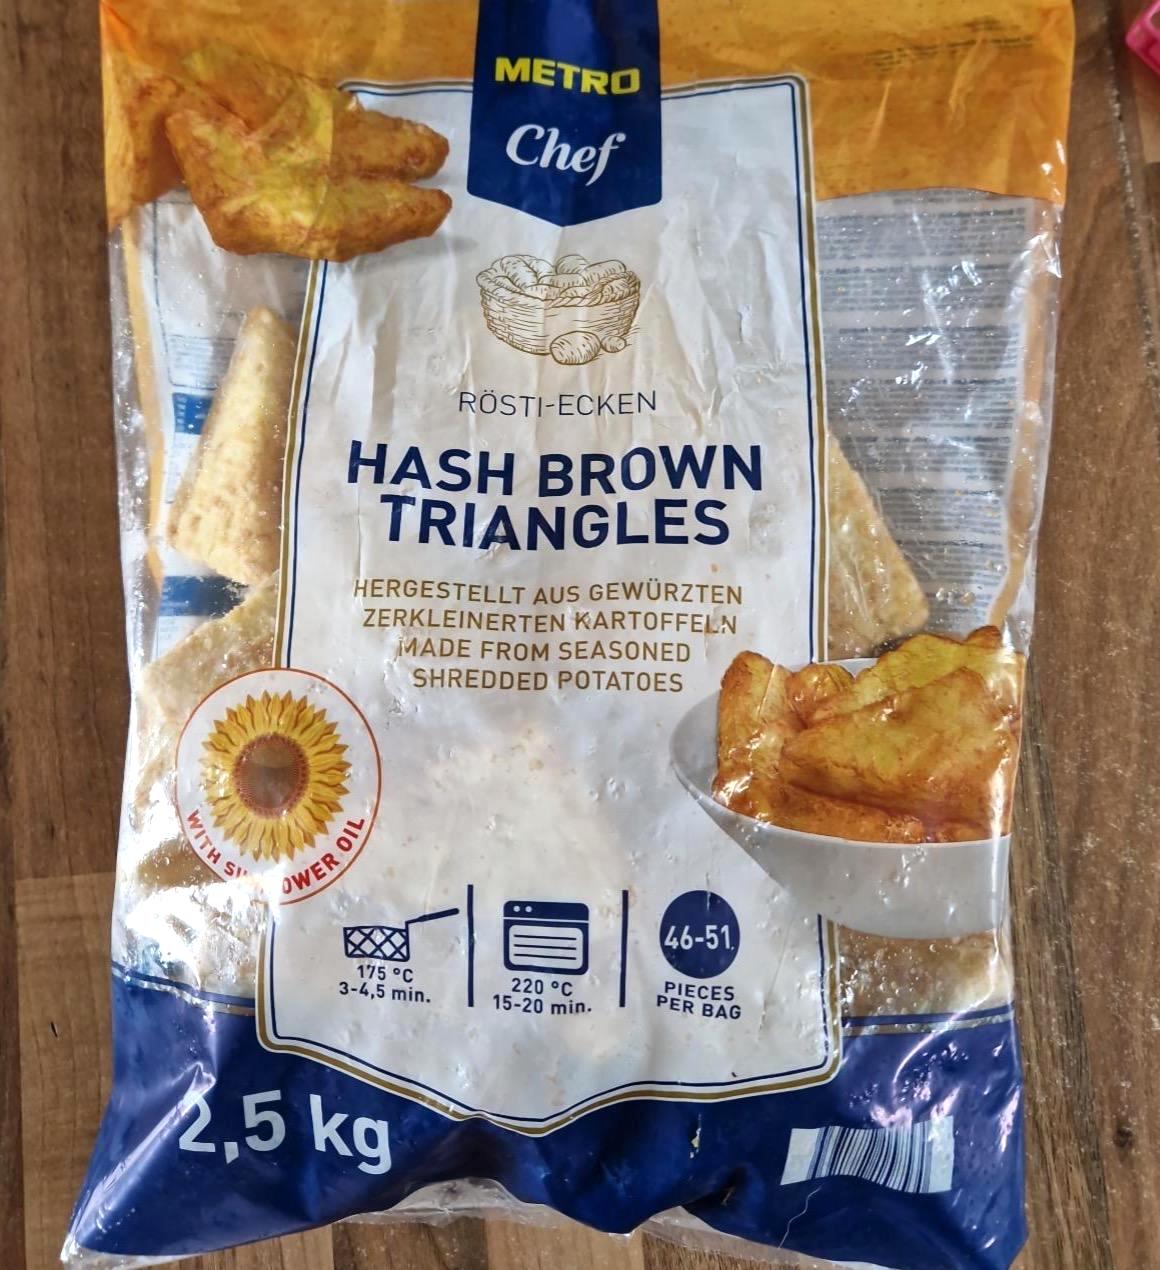 METRO
Chef
RÖSTI-ECKEN
HASH BROWN
TRIANGLES
HERGESTELLT AUS GEWÜRZTEN
ZERKLEINERTEN KARTOFFELN
MADE FROM SEASONED
SHREDDED POTATOES
WITH OIL
175 °C
3-4,5 min.
220 °C
15-20 min.
46-51
PIECES
PER BAG
2,5 kg